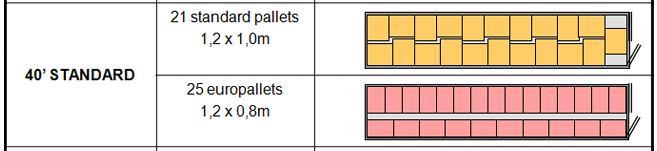 21 standard pallets
1,2 x 1,0m
40’ STANDARD
25 europallets
1,2 x 0,8m